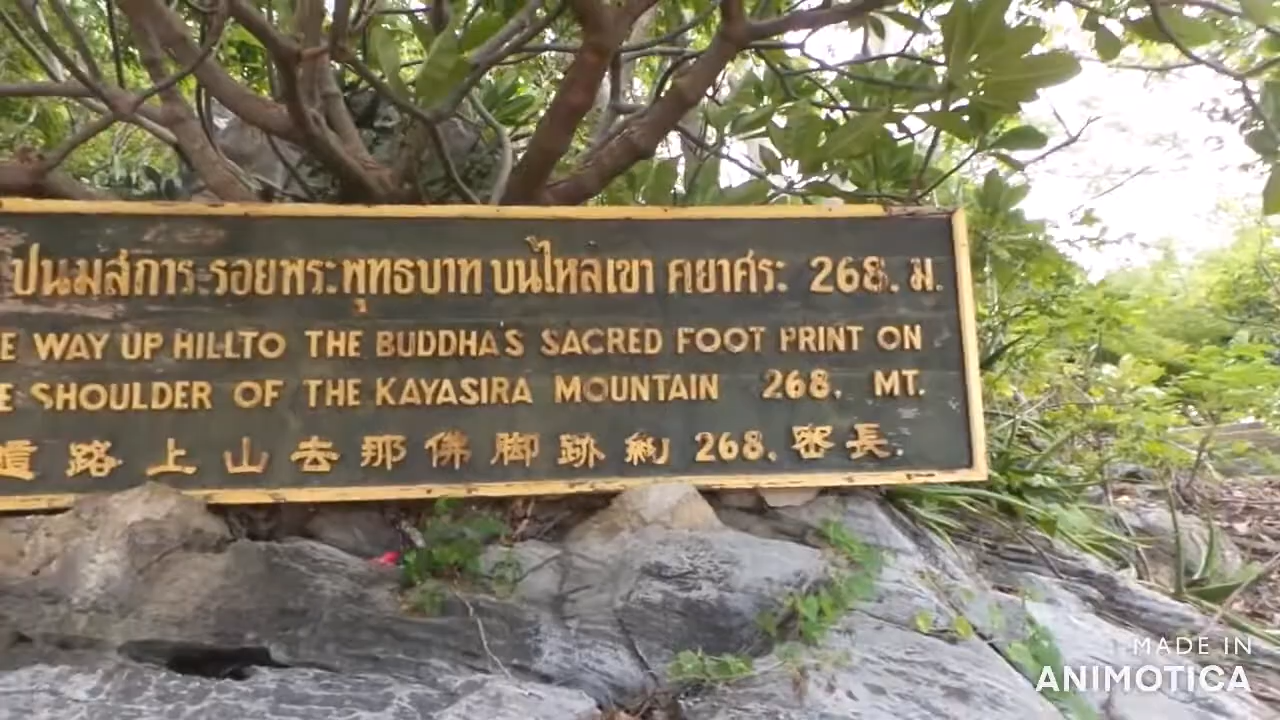 ปนมสการ รอยพระพุทธบาท บนไหล่เขา คยาศีระ 268. ม.
E WAY UP HILLTO THE BUDDHA'S SACRED FOOT PRINT ON
E SHOULDER OF THE KAYASIRA MOUNTAIN 268. MT.
路上山去那佛脚跡 268. 密長.
MADE IN
ANIMOTICA